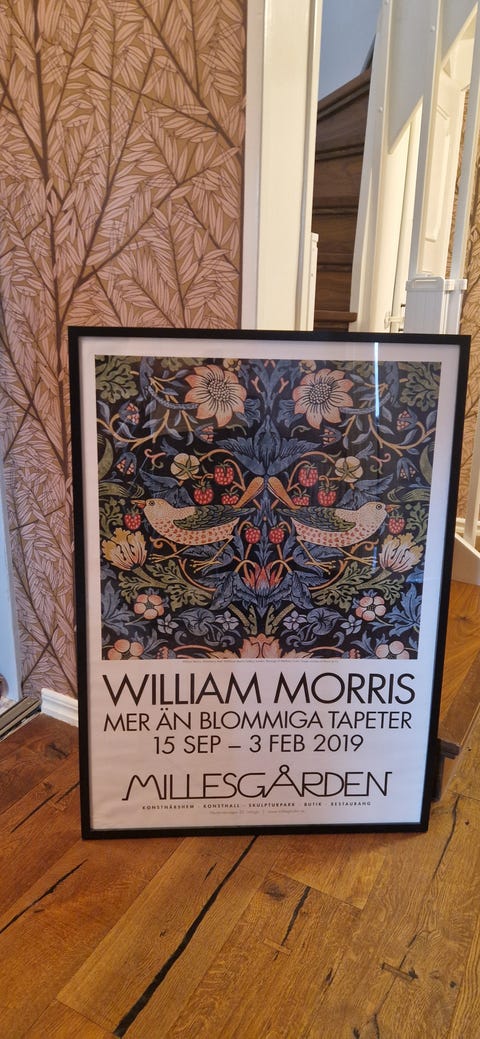 WILLIAM MORRIS
MER ÄN BLOMMIGA TAPETER
15 SEP – 3 FEB 2019
MILLESGÅRDEN
KONSTNÄRSHEM · KONSTHALL · SKULPTURPARK · BUTIK · RESTAURANG